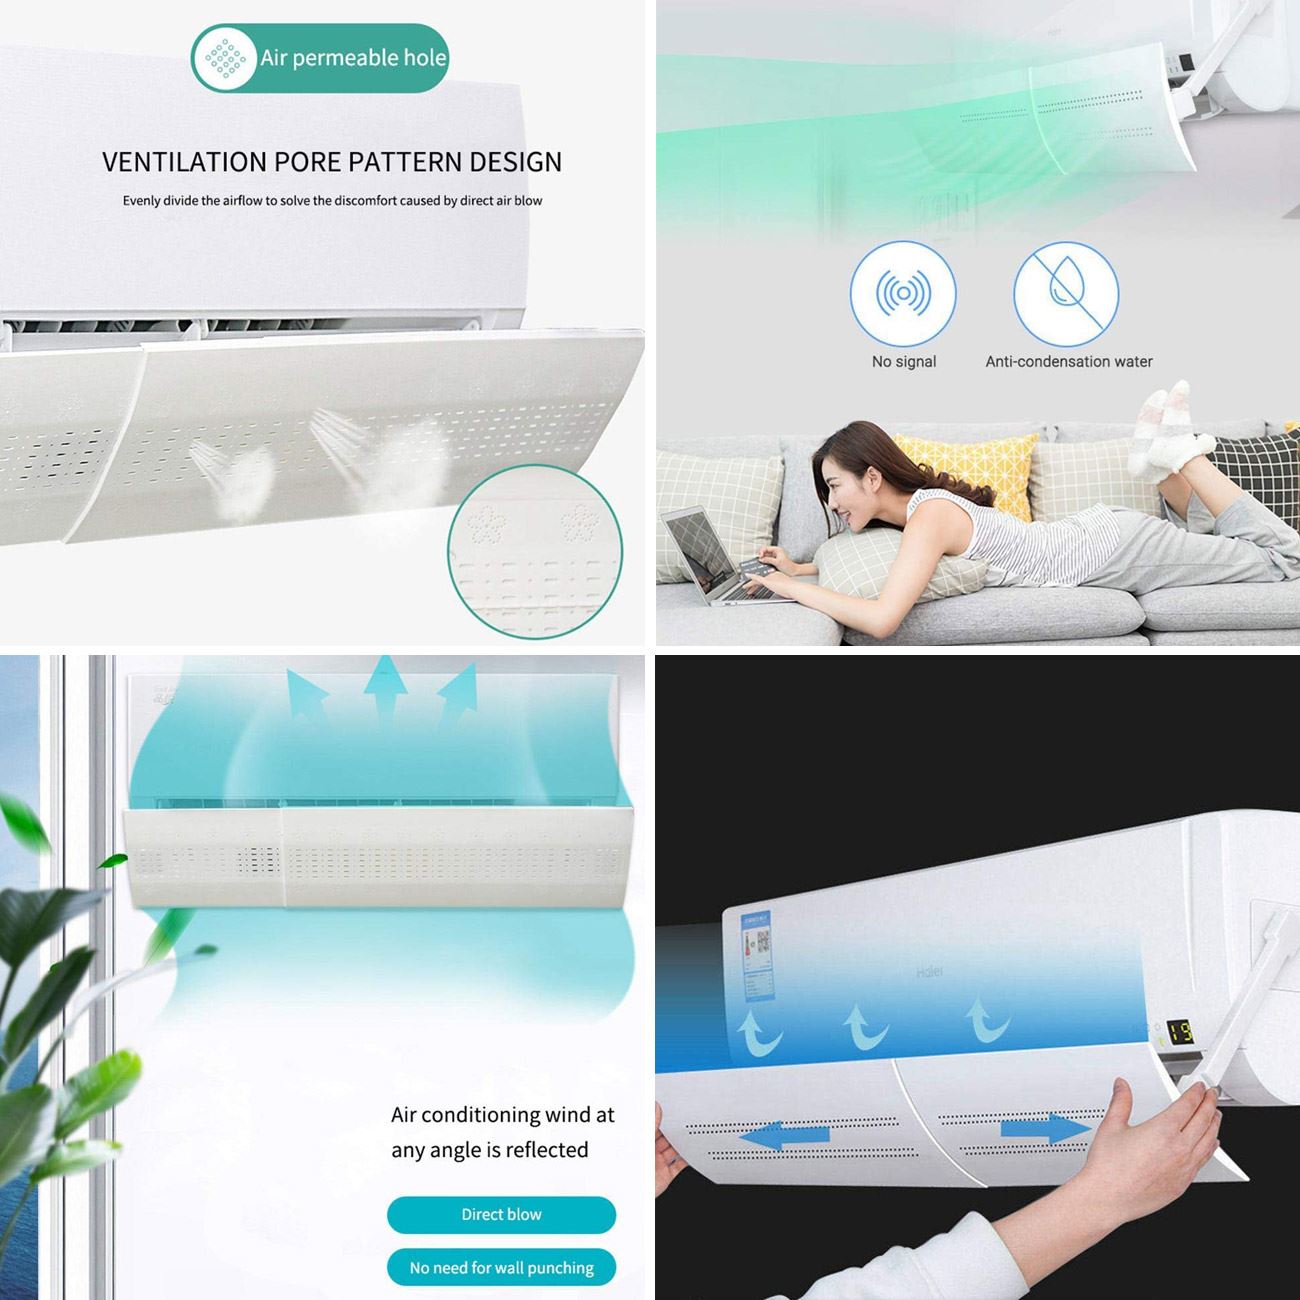 Air permeable hole
VENTILATION PORE PATTERN DESIGN
Evenly divide the airflow to solve the discomfort caused by direct air blow
No signal
Anti-condensation water
Air conditioning wind at
any angle is reflected
Direct blow
No need for wall punching
Haier
19